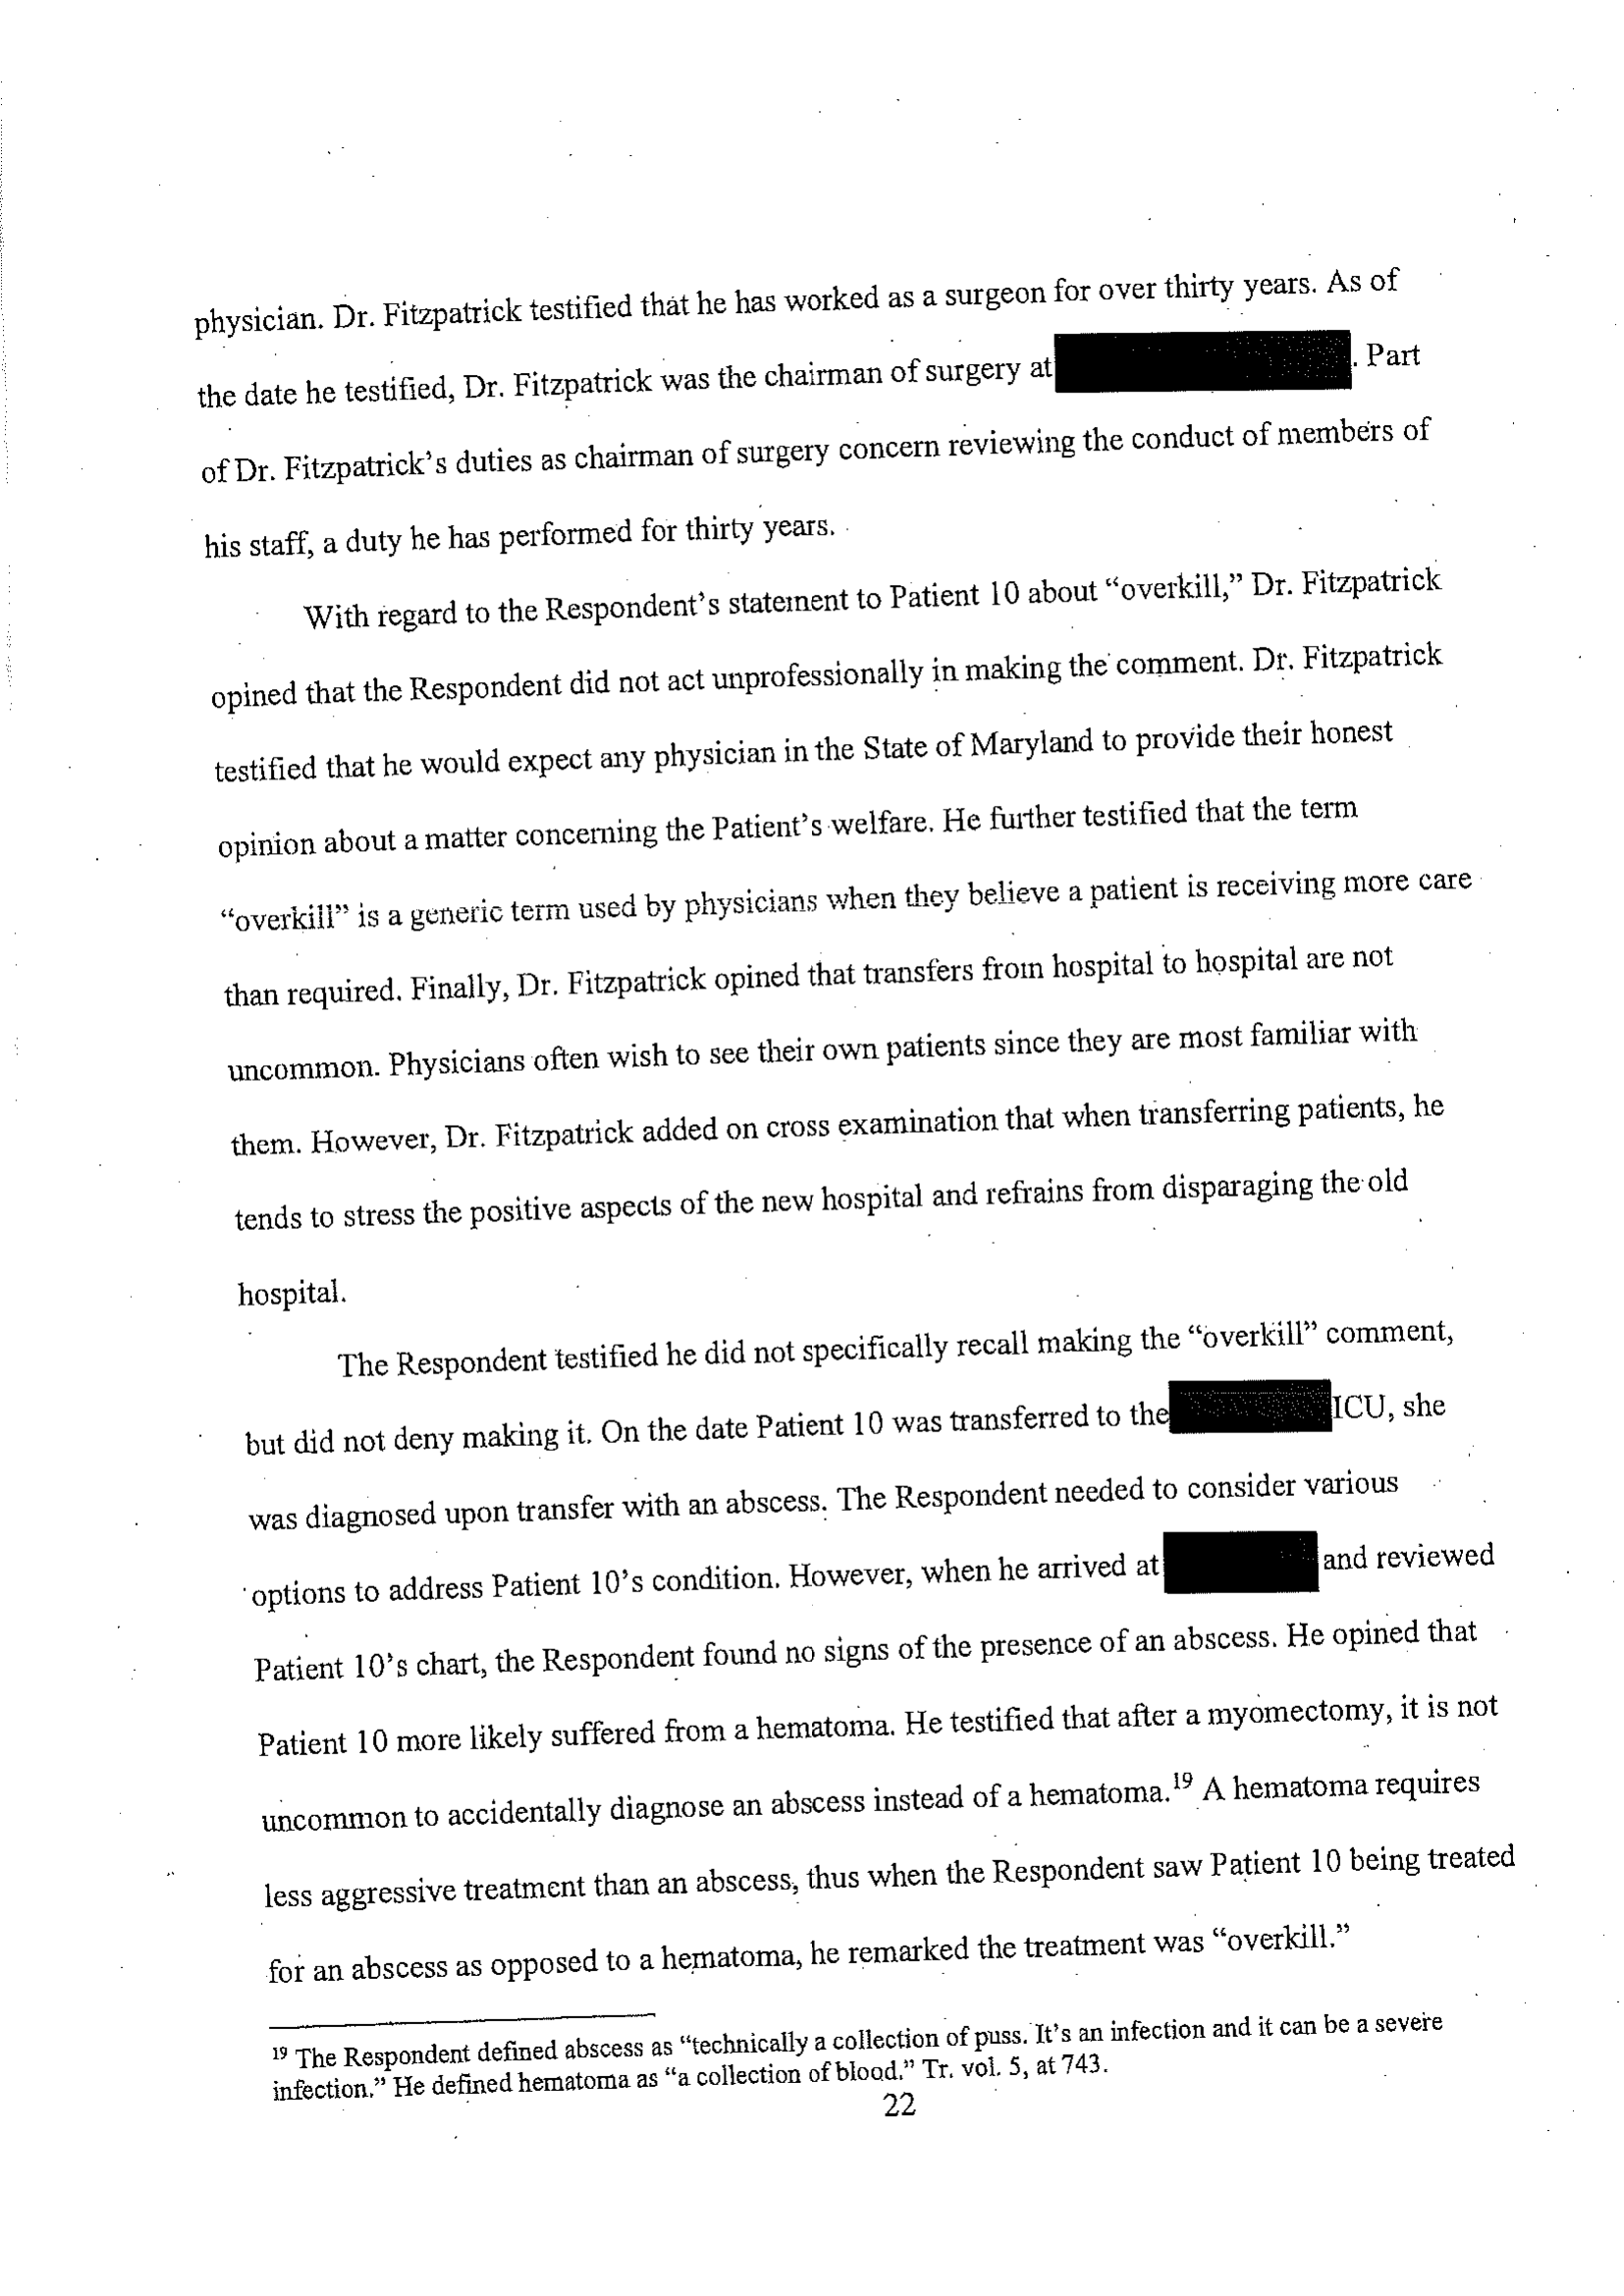 physician. Dr. Fitzpatrick testified that he has worked as a surgeon for over thirty years. As of
the date he testified, Dr. Fitzpatrick was the chairman of surgery at . Part
of Dr. Fitzpatrick's duties as chairman of surgery concern reviewing the conduct of members of
his staff, a duty he has performed for thirty years.
With regard to the Respondent's statement to Patient 10 about “overkill,” Dr. Fitzpatrick
opined that the Respondent did not act unprofessionally in making the comment. Dr. Fitzpatrick
testified that he would expect any physician in the State of Maryland to provide their honest
opinion about a matter concerning the Patient's welfare. He further testified that the term
“overkill” is a generic term used by physicians when they believe a patient is receiving more care
than required. Finally, Dr. Fitzpatrick opined that transfers from hospital to hospital are not
uncommon. Physicians often wish to see their own patients since they are most familiar with
them. However, Dr. Fitzpatrick added on cross examination that when transferring patients, he
tends to stress the positive aspects of the new hospital and refrains from disparaging the old
hospital.
The Respondent testified he did not specifically recall making the “overkill” comment,
but did not deny making it. On the date Patient 10 was transferred to the ICU, she
was diagnosed upon transfer with an abscess. The Respondent needed to consider various
options to address Patient 10's condition. However, when he arrived at and reviewed
Patient 10's chart, the Respondent found no signs of the presence of an abscess. He opined that
Patient 10 more likely suffered from a hematoma. He testified that after a myomectomy, it is not
uncommon to accidentally diagnose an abscess instead of a hematoma.19 A hematoma requires
less aggressive treatment than an abscess, thus when the Respondent saw Patient 10 being treated
for an abscess as opposed to a hematoma, he remarked the treatment was “overkill.”
19 The Respondent defined abscess as “technically a collection of puss. It's an infection and it can be a severe
infection.” He defined hematoma as “a collection of blood.” Tr. vol. 5, at 743.
22